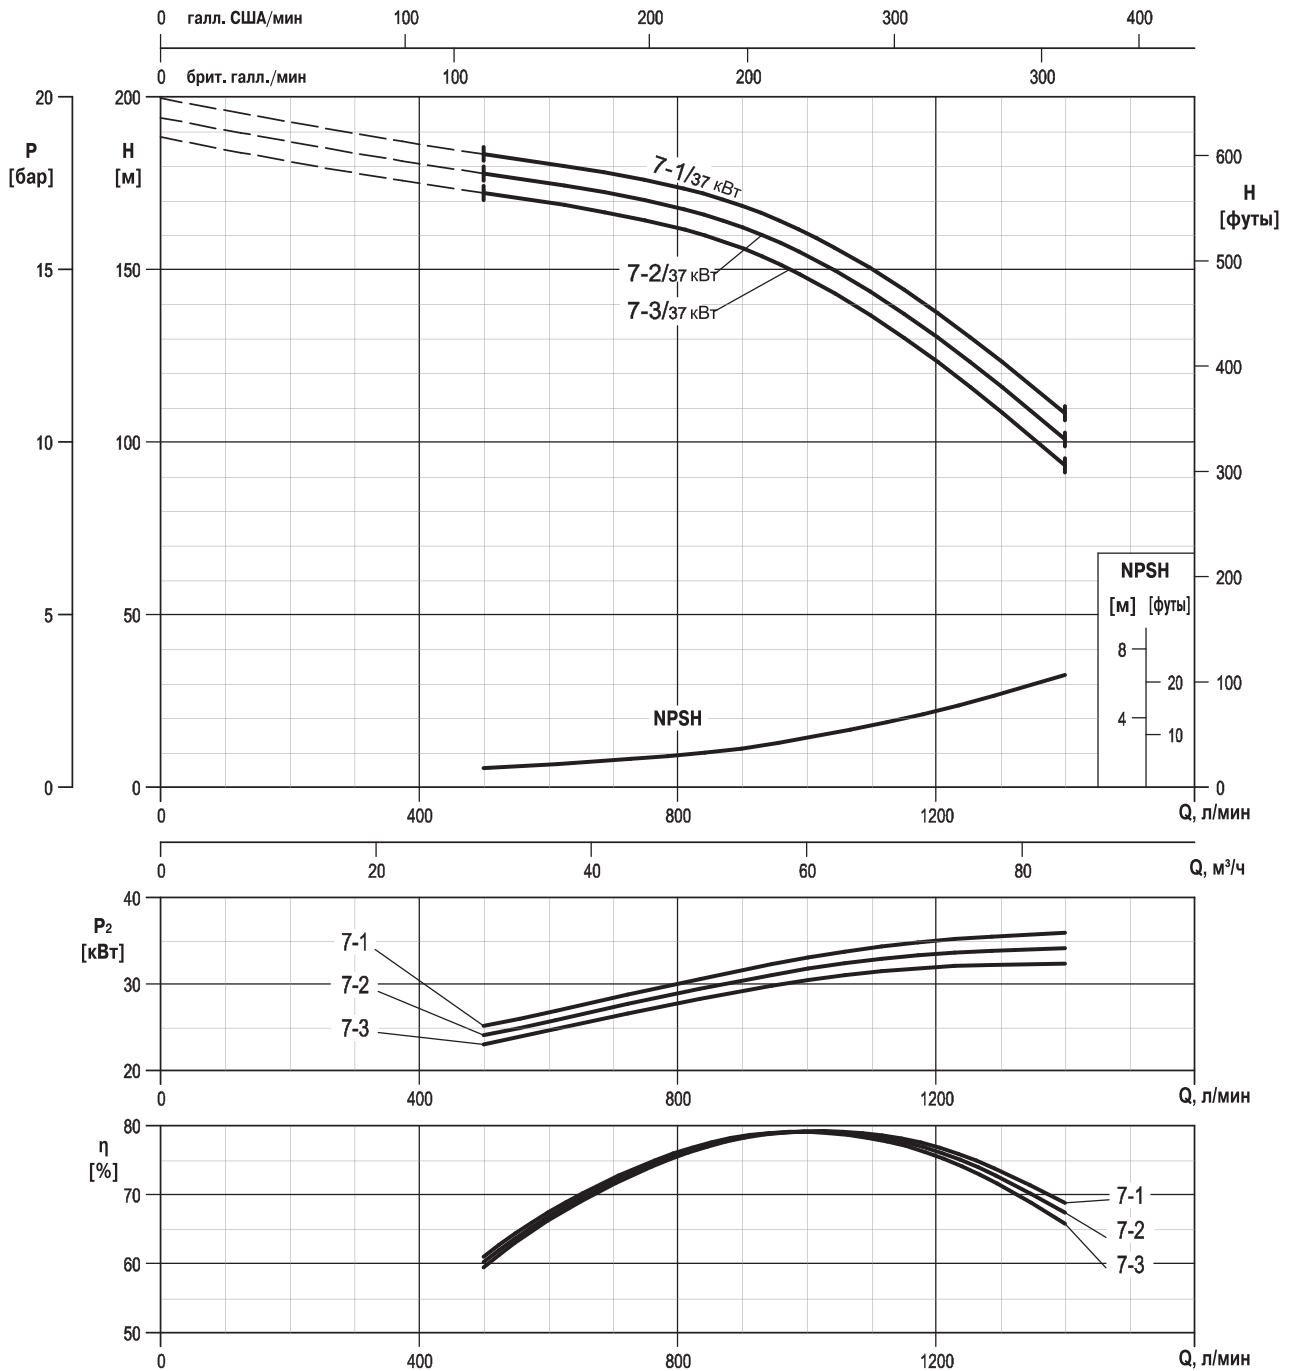 0 галл. США/мин 100 200 300 400
0 брит. галл./мин 100 200 300
20 200
P H
[бар] [м]
7-1/37 кВт
600
H
[футы]
15 150
7-2/37 кВт
500
7-3/37 кВт
400
10 100
300
NPSH
200
[м] [футы]
5 50
8
20
100
NPSH
4
10
0 0 0
0 400 800 1200 Q, л/мин
0 20 40 60 80 Q, м³/ч
40
P2
[кВт]
7-1
30
7-2
7-3
20
0 400 800 1200 Q, л/мин
80
η
[%]
70
7-1
7-2
60
7-3
50
0 400 800 1200 Q, л/мин